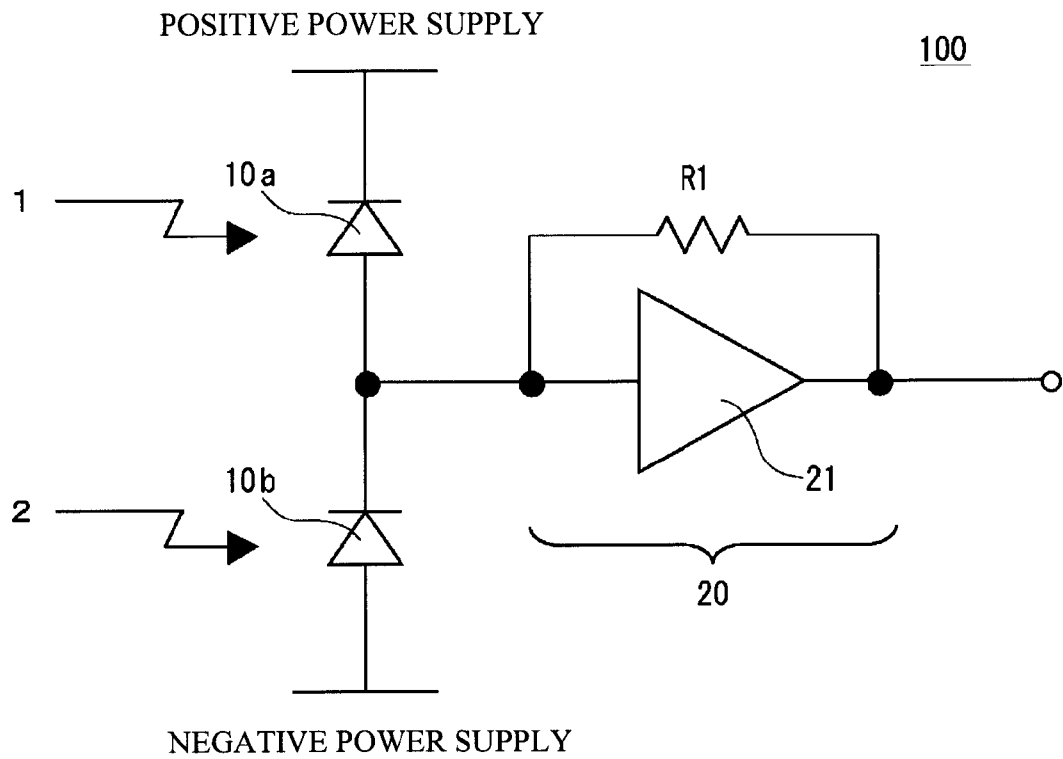 POSITIVE POWER SUPPLY
100
1
10a
R1
2
10b
21
20
NEGATIVE POWER SUPPLY